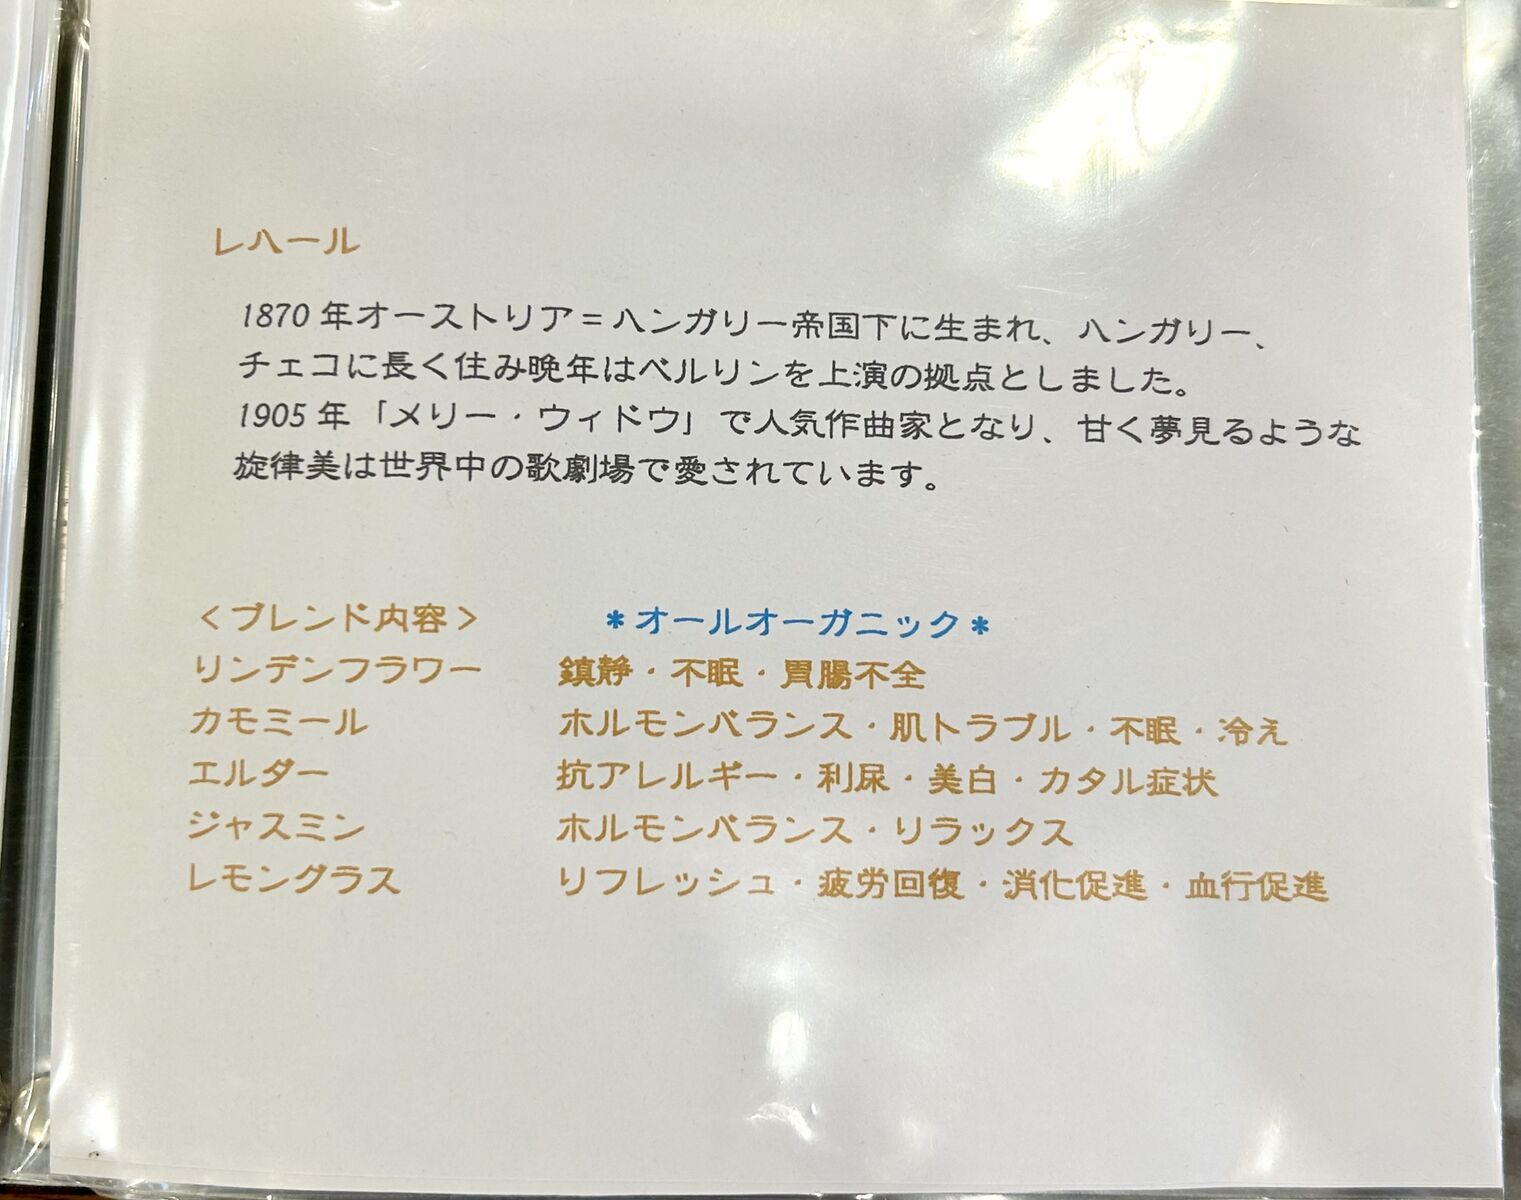 レハール
1870年オーストリア=ハンガリー帝国下に生まれ、ハンガリー、
チェコに長く住み晩年はベルリンを上演の拠点としました。
1905年「メリー・ウィドウ」で人気作曲家となり、甘く夢見るような
旋律美は世界中の歌劇場で愛されています。
<ブレンド内容> *オールオーガニック*
リンデンフラワー 鎮静・不眠・胃腸不全
カモミール ホルモンバランス・肌トラブル・不眠・冷え
エルダー 抗アレルギー・利尿・美白・カタル症状
ジャスミン ホルモンバランス・リラックス
レモングラス リフレッシュ・疲労回復・消化促進・血行促進